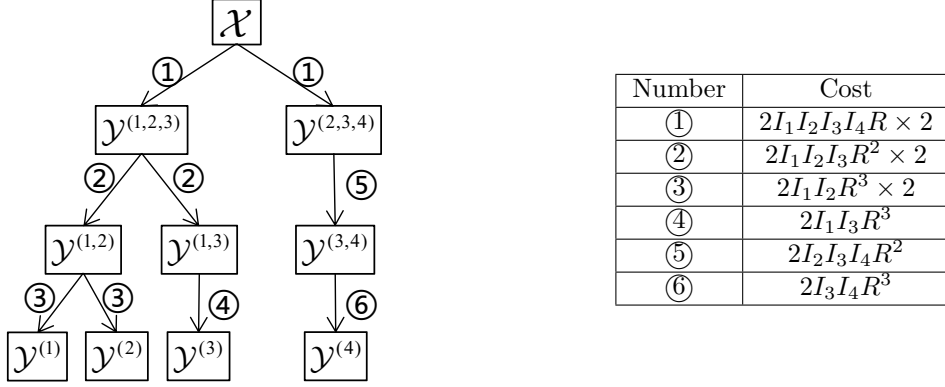 𝒳
① ①
𝒴^{(1,2,3)} 𝒴^{(2,3,4)}
② ② ⑤
𝒴^{(1,2)} 𝒴^{(1,3)} 𝒴^{(3,4)}
③ ③ ④ ⑥
𝒴^{(1)} 𝒴^{(2)} 𝒴^{(3)} 𝒴^{(4)}
Number Cost
① 2I_1I_2I_3I_4R × 2
② 2I_1I_2I_3R^2 × 2
③ 2I_1I_2R^3 × 2
④ 2I_1I_3R^3
⑤ 2I_2I_3I_4R^2
⑥ 2I_3I_4R^3